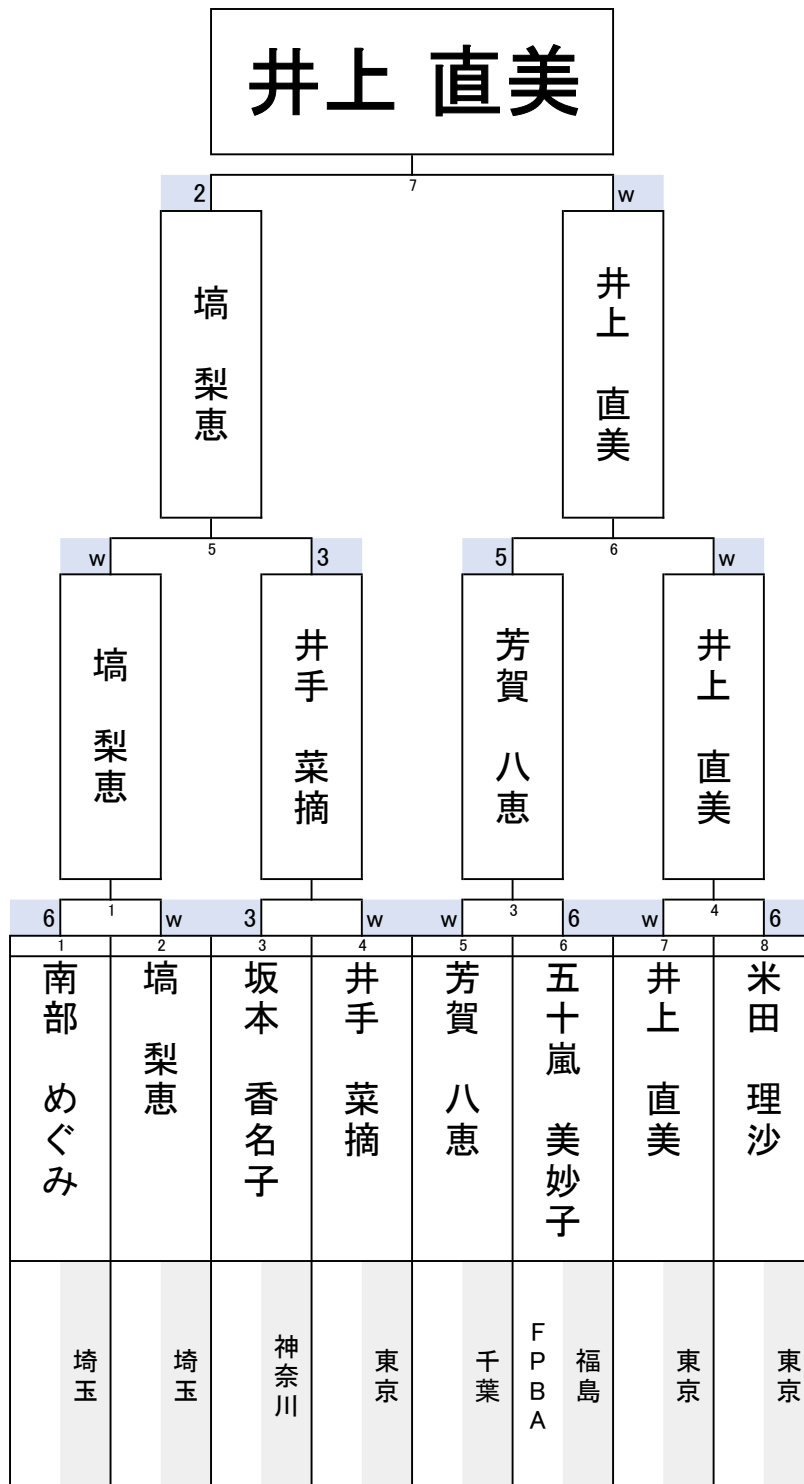 井上 直美
7
2
w
塙 梨恵
井上 直美
5
6
w
3
5
w
塙 梨恵
井手 菜摘
芳賀 八恵
井上 直美
1
3
4
6
w
3
w
w
6
w
6
1
2
3
4
5
6
7
8
南部 めぐみ
塙 梨恵
坂本 香名子
井手 菜摘
芳賀 八恵
五十嵐 美妙子
井上 直美
米田 理沙
埼玉
埼玉
神奈川
東京
千葉
FPBA
福島
東京
東京